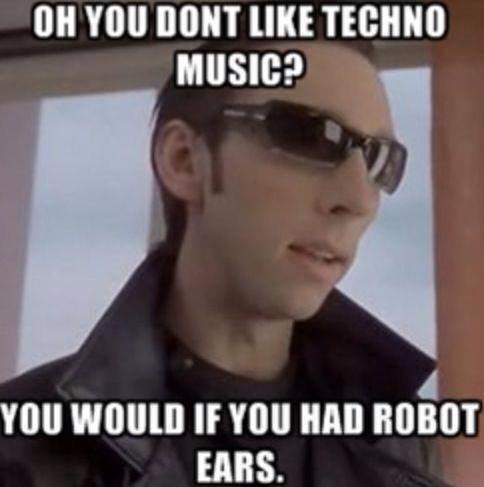 OH YOU DONT LIKE TECHNO
MUSIC?
YOU WOULD IF YOU HAD ROBOT
EARS.